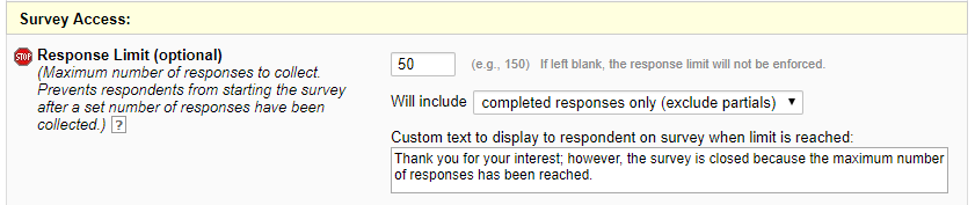 Survey Access:
STOP Response Limit (optional)
(Maximum number of responses to collect.
Prevents respondents from starting the survey
after a set number of responses have been
collected.) ?
50 (e.g., 150) If left blank, the response limit will not be enforced.
Will include completed responses only (exclude partials)
Custom text to display to respondent on survey when limit is reached:
Thank you for your interest; however, the survey is closed because the maximum number
of responses has been reached.